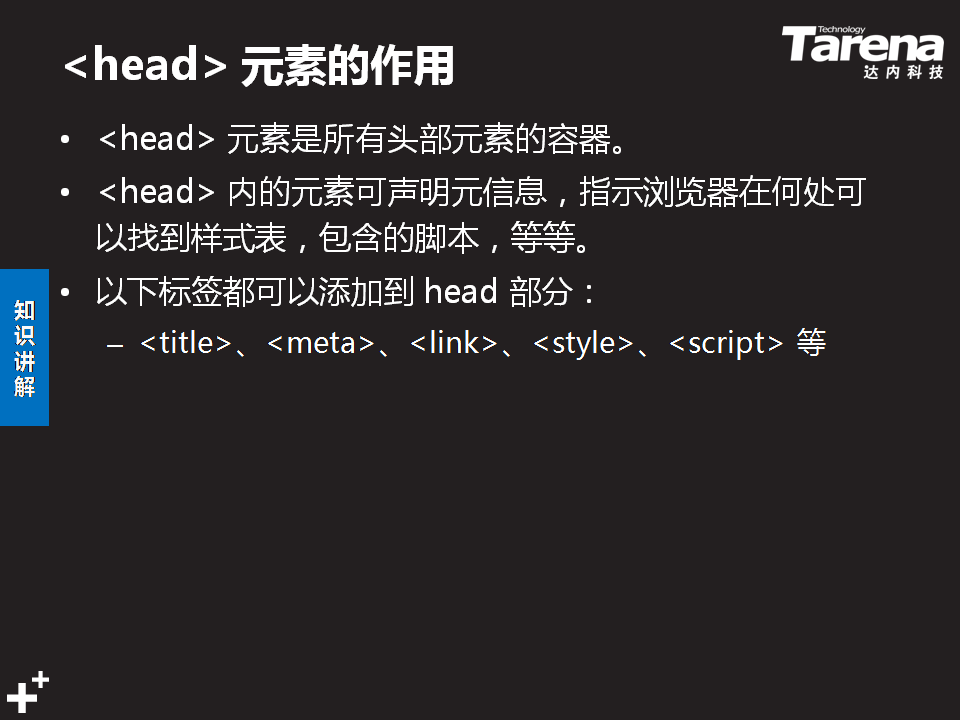 <head> 元素的作用
Technology
Tarena
达内科技
• <head> 元素是所有头部元素的容器。
• <head> 内的元素可声明元信息，指示浏览器在何处可
以找到样式表，包含的脚本，等等。
• 以下标签都可以添加到 head 部分：
– <title>、<meta>、<link>、<style>、<script> 等
知
识
讲
解